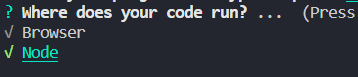 ? Where does your code run? ...  (Press
√ Browser
√ Node